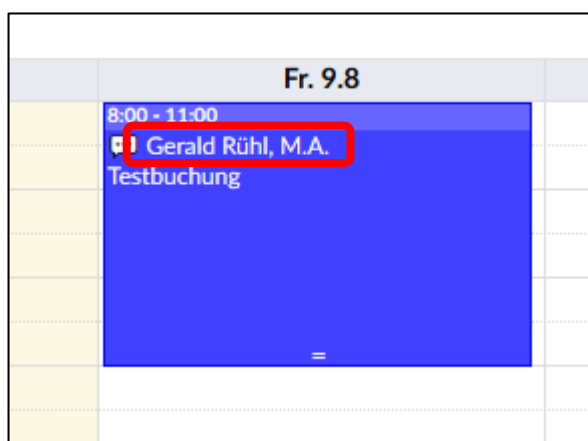 Fr. 9.8
8:00 - 11:00
Gerald Rühl, M.A.
Testbuchung